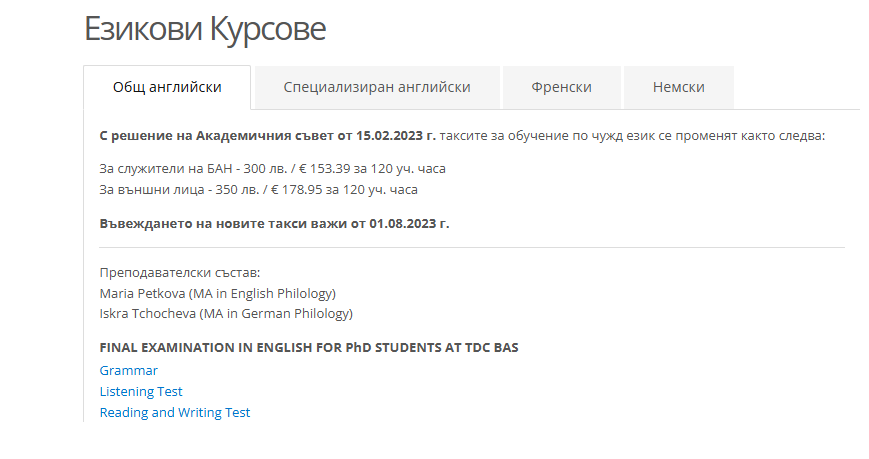 Езикови Курсове
Общ английски
Специализиран английски
Френски
Немски
С решение на Академичния съвет от 15.02.2023 г. таксите за обучение по чужд език се променят както следва:
За служители на БАН - 300 лв. / € 153.39 за 120 уч. часа
За външни лица - 350 лв. / € 178.95 за 120 уч. часа
Въвеждането на новите такси важи от 01.08.2023 г.
Преподавателски състав:
Maria Petkova (MA in English Philology)
Iskra Tchocheva (MA in German Philology)
FINAL EXAMINATION IN ENGLISH FOR PhD STUDENTS AT TDC BAS
Grammar
Listening Test
Reading and Writing Test